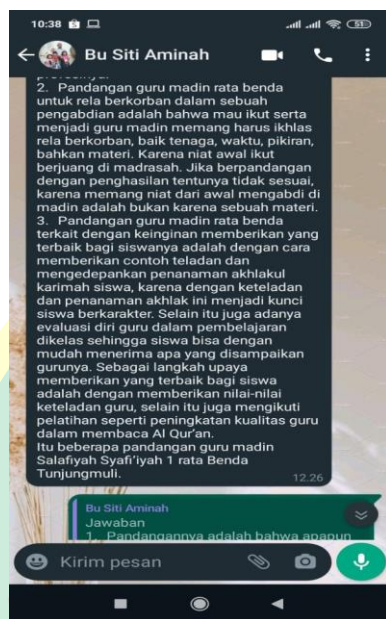 10:38
51
Bu Siti Aminah
2. Pandangan guru madin rata benda
untuk rela berkorban dalam sebuah
pengabdian adalah bahwa mau ikut serta
menjadi guru madin memang harus ikhlas
rela berkorban, baik tenaga, waktu, pikiran,
bahkan materi. Karena niat awal ikut
berjuang di madrasah. Jika berpandangan
dengan penghasilan tentunya tidak sesuai,
karena memang niat dari awal mengabdi di
madin adalah bukan karena sebuah materi.
3. Pandangan guru madin rata benda
terkait dengan keinginan memberikan yang
terbaik bagi siswanya adalah dengan cara
memberikan contoh teladan dan
mengedepankan penanaman akhlakul
karimah siswa, karena dengan keteladan
dan penanaman akhlak ini menjadi kunci
siswa berkarakter. Selain itu juga adanya
evaluasi diri guru dalam pembelajaran
dikelas sehingga siswa bisa dengan
mudah menerima apa yang disampaikan
gurunya. Sebagai langkah upaya
memberikan yang terbaik bagi siswa
adalah dengan memberikan nilai-nilai
keteladan guru, selain itu juga mengikuti
pelatihan seperti peningkatan kualitas guru
dalam membaca Al Qur'an.
Itu beberapa pandangan guru madin
Salafiyah Syafi'iyah 1 rata Benda
Tunjungmuli.
12.26
Bu Siti Aminah
Jawaban
1. Pandangannya adalah bahwa apapun
Kirim pesan